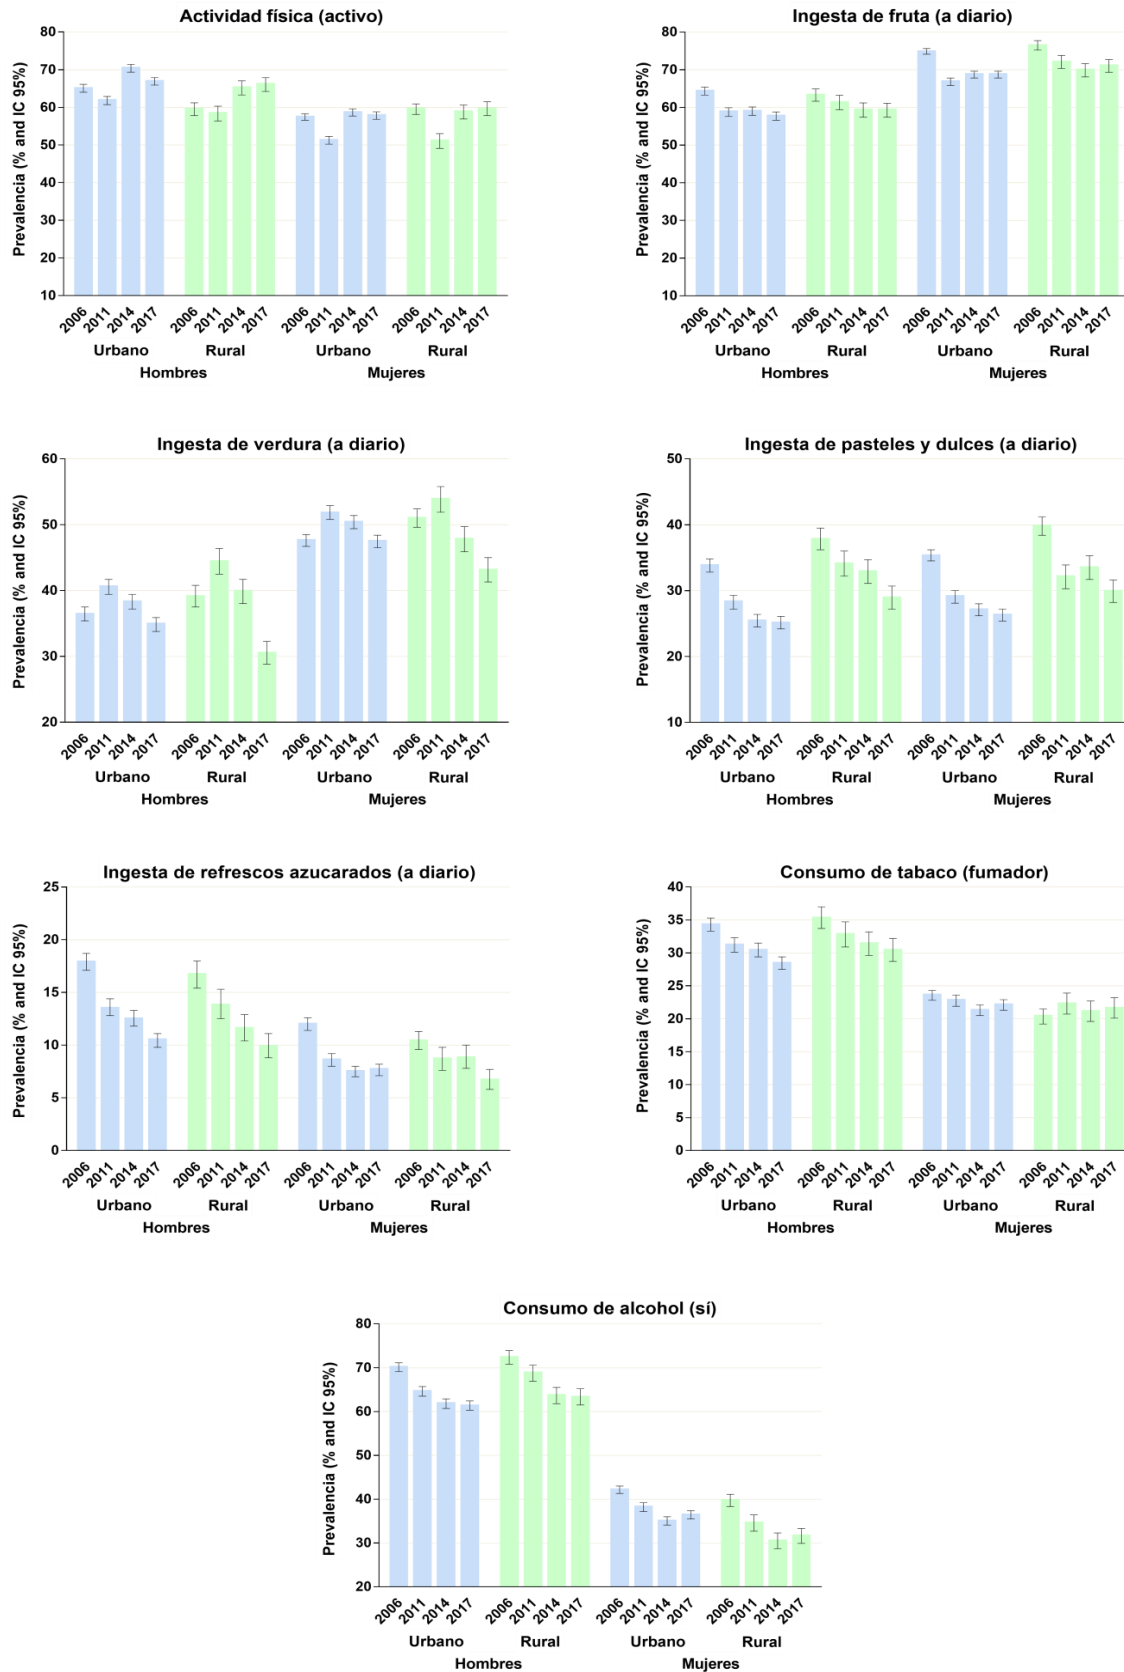 Actividad física (activo)
Prevalencia (% and IC 95%)
80
70
60
50
40
30
20
10
2006 2011 2014 2017 2006 2011 2014 2017 2006 2011 2014 2017 2006 2011 2014 2017
Urbano Rural Urbano Rural
Hombres Mujeres
Ingesta de fruta (a diario)
Prevalencia (% and IC 95%)
80
70
60
50
40
30
20
10
2006 2011 2014 2017 2006 2011 2014 2017 2006 2011 2014 2017 2006 2011 2014 2017
Urbano Rural Urbano Rural
Hombres Mujeres
Ingesta de verdura (a diario)
Prevalencia (% and IC 95%)
60
50
40
30
20
2006 2011 2014 2017 2006 2011 2014 2017 2006 2011 2014 2017 2006 2011 2014 2017
Urbano Rural Urbano Rural
Hombres Mujeres
Ingesta de pasteles y dulces (a diario)
Prevalencia (% and IC 95%)
50
40
30
20
10
2006 2011 2014 2017 2006 2011 2014 2017 2006 2011 2014 2017 2006 2011 2014 2017
Urbano Rural Urbano Rural
Hombres Mujeres
Ingesta de refrescos azucarados (a diario)
Prevalencia (% and IC 95%)
25
20
15
10
5
0
2006 2011 2014 2017 2006 2011 2014 2017 2006 2011 2014 2017 2006 2011 2014 2017
Urbano Rural Urbano Rural
Hombres Mujeres
Consumo de tabaco (fumador)
Prevalencia (% and IC 95%)
40
35
30
25
20
15
10
5
0
2006 2011 2014 2017 2006 2011 2014 2017 2006 2011 2014 2017 2006 2011 2014 2017
Urbano Rural Urbano Rural
Hombres Mujeres
Consumo de alcohol (sí)
Prevalencia (% and IC 95%)
80
70
60
50
40
30
20
2006 2011 2014 2017 2006 2011 2014 2017 2006 2011 2014 2017 2006 2011 2014 2017
Urbano Rural Urbano Rural
Hombres Mujeres